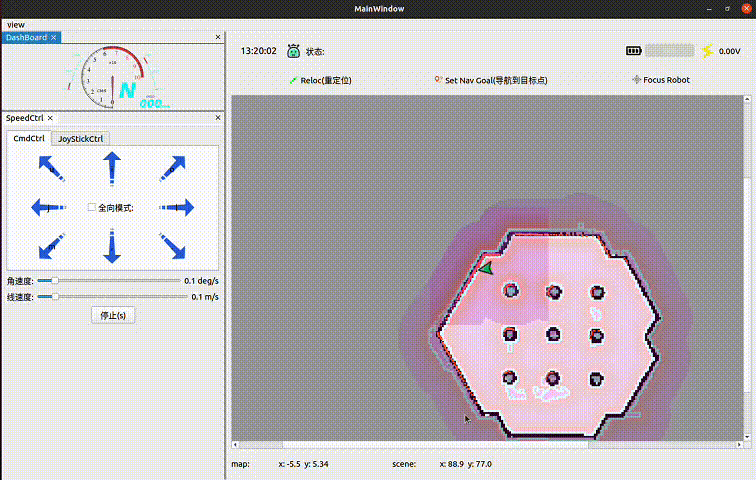 MainWindow
view
DashBoard
N
000...
SpeedCtrl
CmdCtrl JoyStickCtrl
全向模式:
角速度: 0.1 deg/s
线速度: 0.1 m/s
停止(s)
13:20:02 状态: 0.00V
Reloc(重定位) Set Nav Goal(导航到目标点) Focus Robot
map: x: -5.5 y: 5.34 scene: x: 88.9 y: 77.0